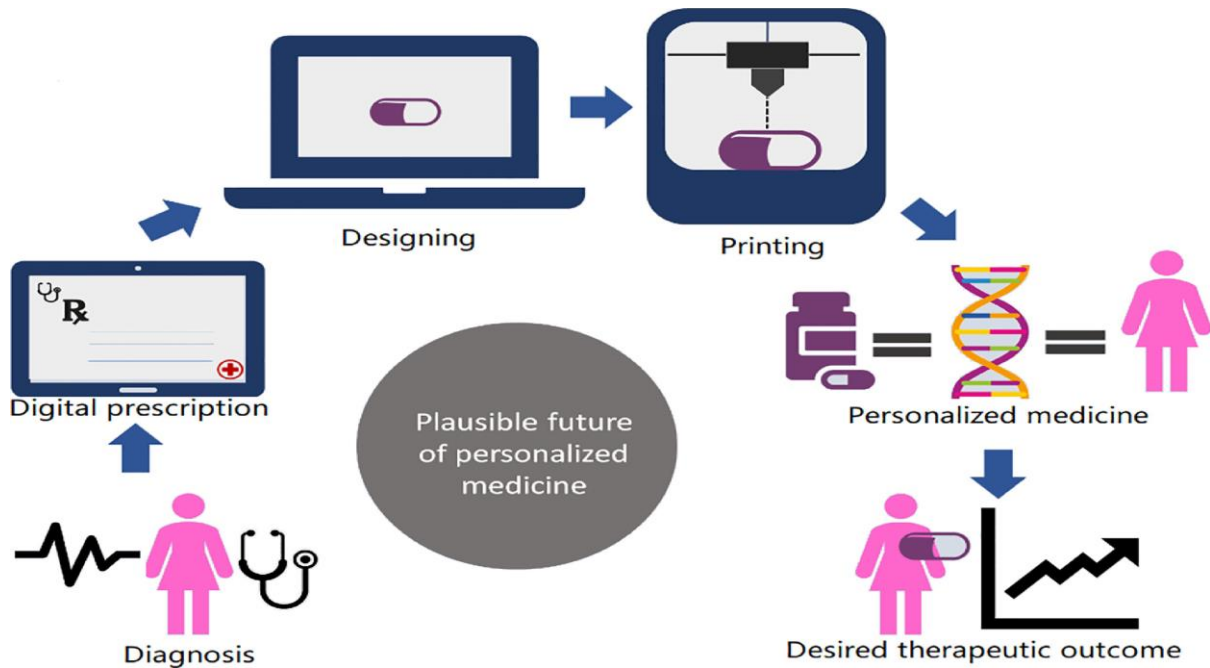 Designing
Printing
℞
Digital prescription
Personalized medicine
Plausible future
of personalized
medicine
Diagnosis
Desired therapeutic outcome